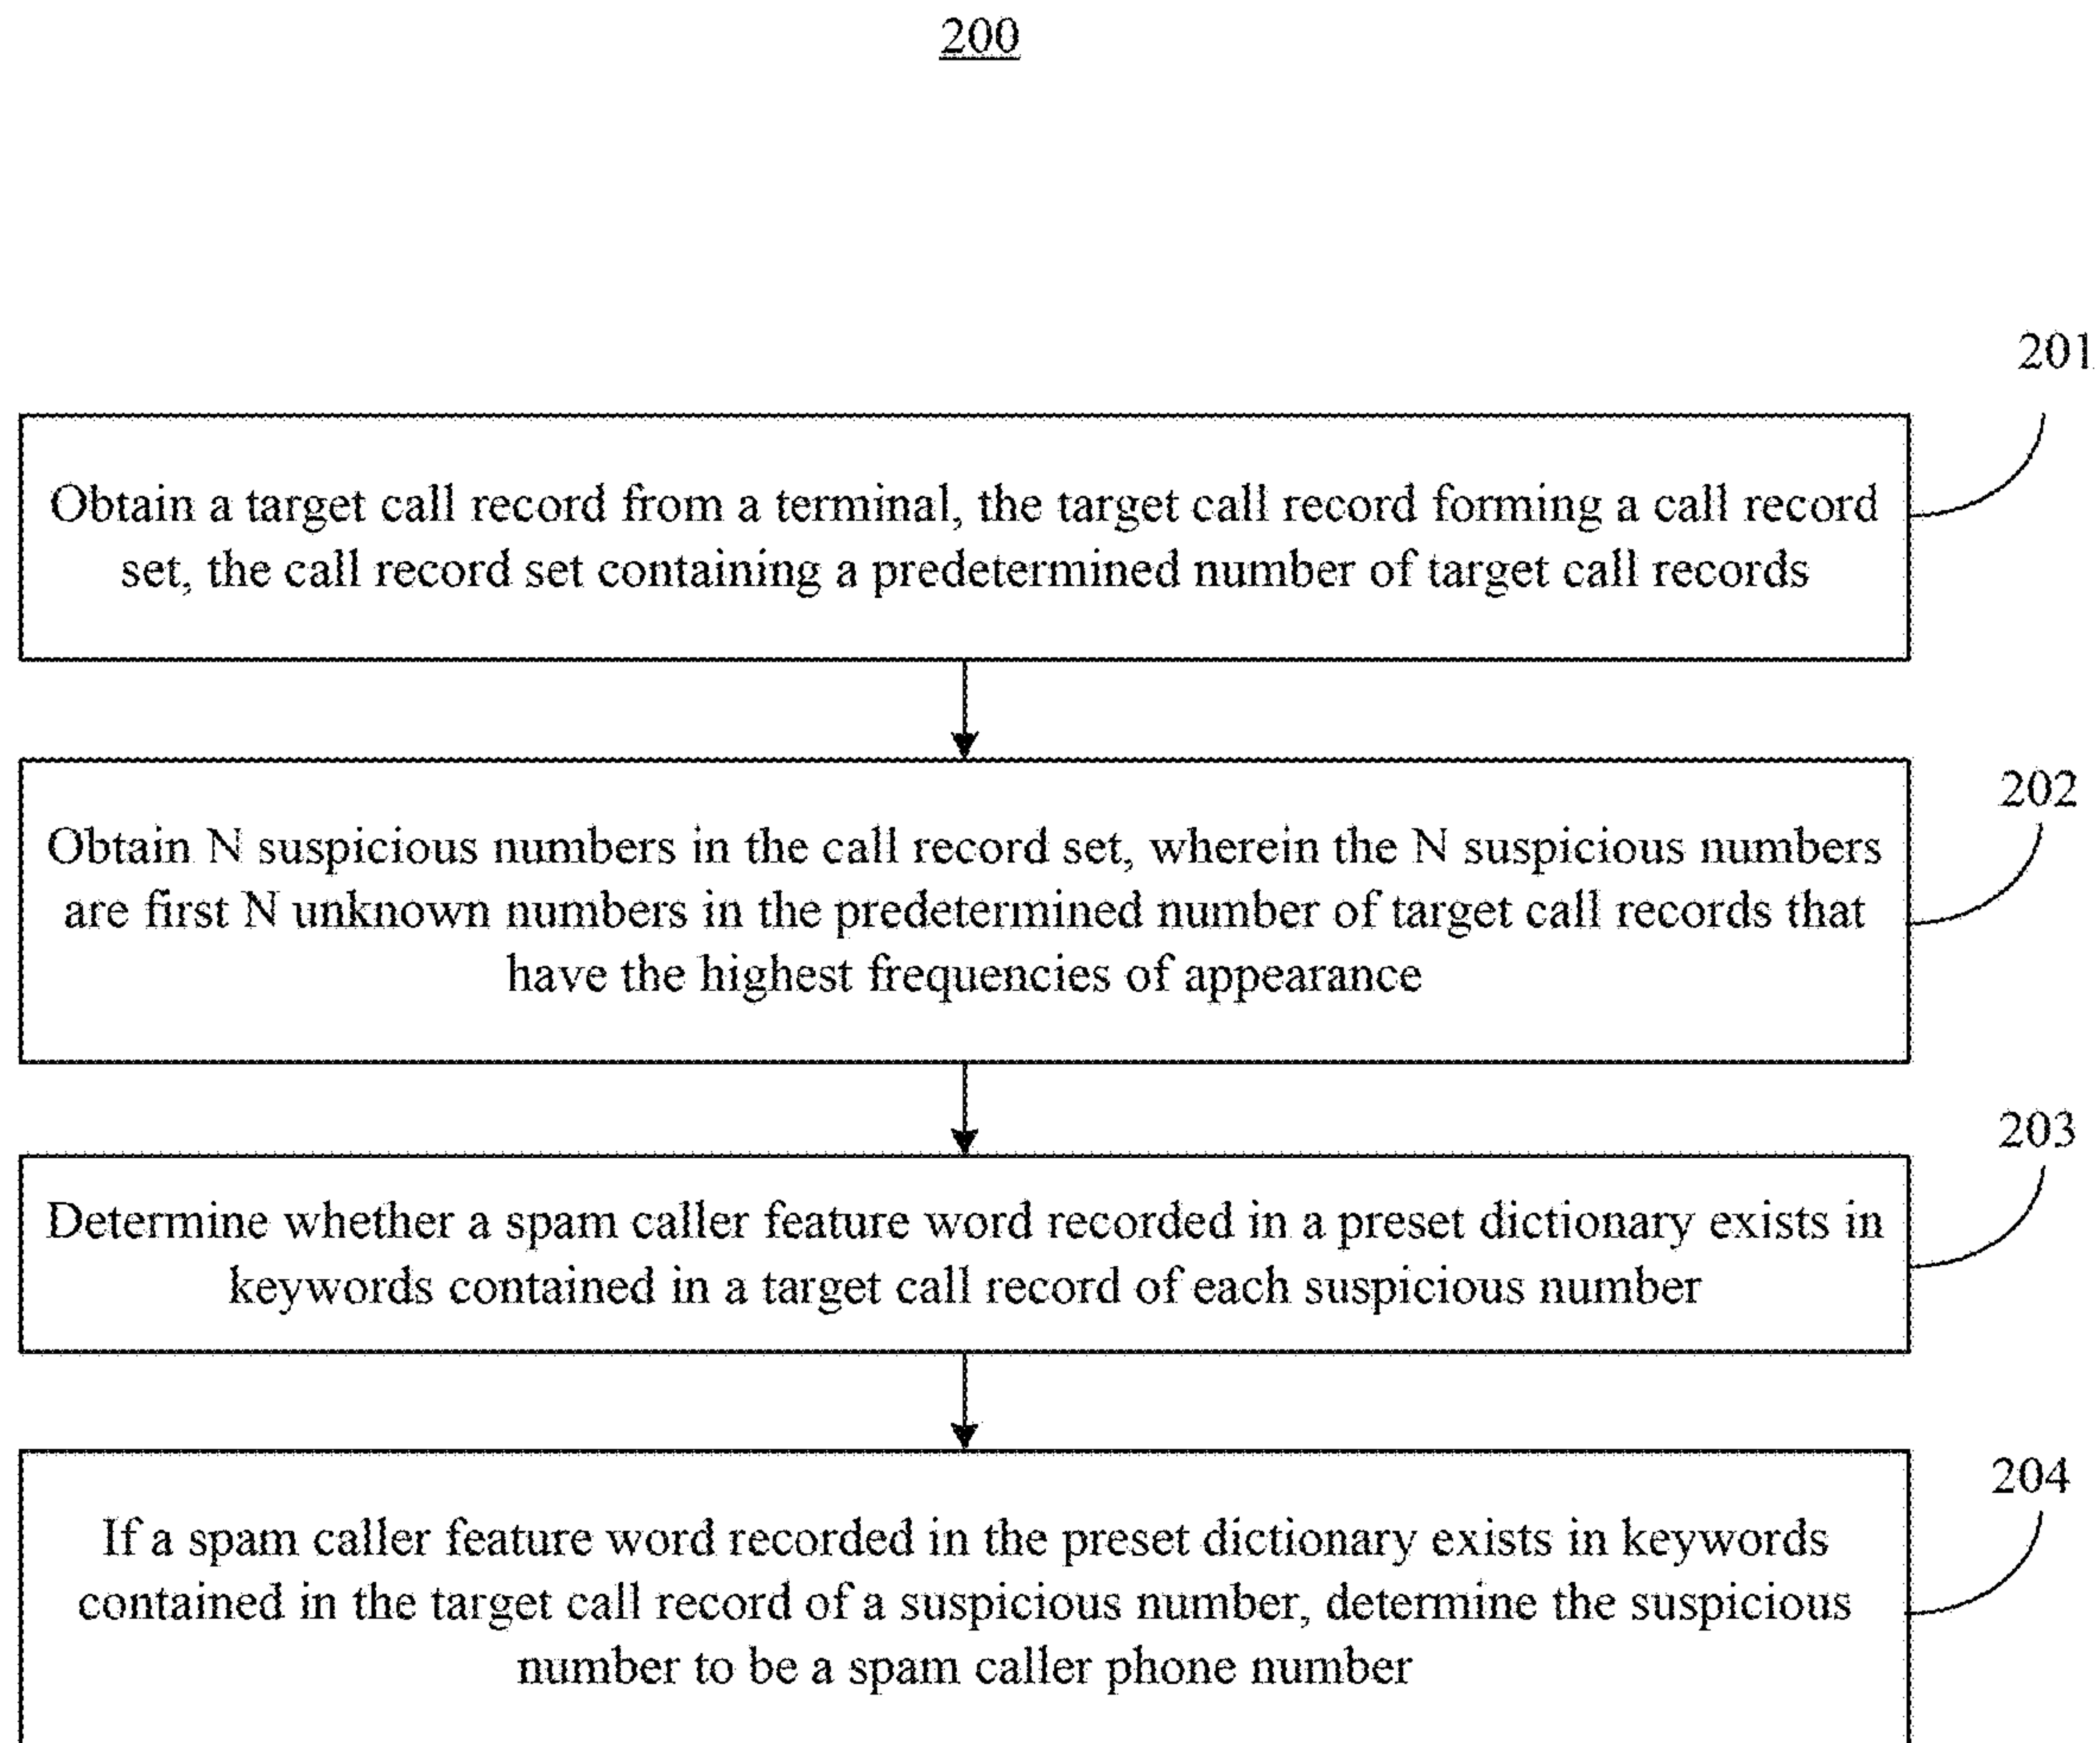 200
201
Obtain a target call record from a terminal, the target call record forming a call record
set, the call record set containing a predetermined number of target call records
202
Obtain N suspicious numbers in the call record set, wherein the N suspicious numbers
are first N unknown numbers in the predetermined number of target call records that
have the highest frequencies of appearance
203
Determine whether a spam caller feature word recorded in a preset dictionary exists in
keywords contained in a target call record of each suspicious number
204
If a spam caller feature word recorded in the preset dictionary exists in keywords
contained in the target call record of a suspicious number, determine the suspicious
number to be a spam caller phone number